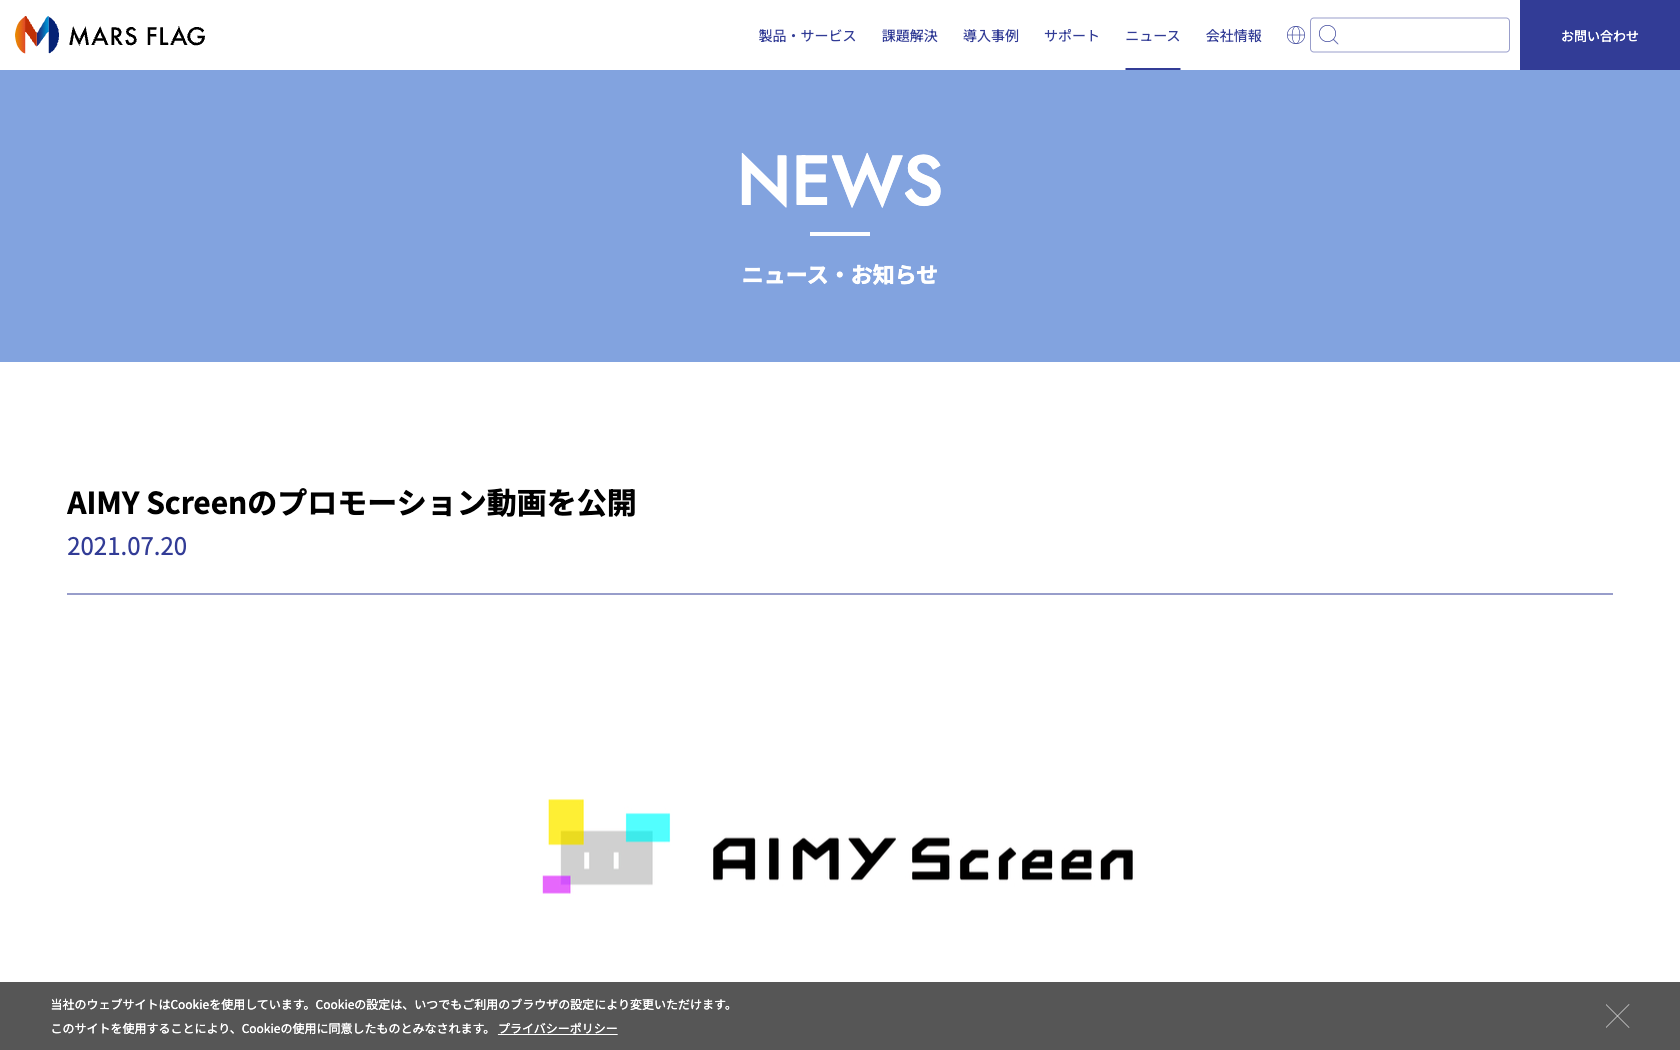 MARS FLAG
製品・サービス
課題解決
導入事例
サポート
ニュース
会社情報
お問い合わせ
NEWS
ニュース・お知らせ
AIMY Screenのプロモーション動画を公開
2021.07.20
AIMY Screen
当社のウェブサイトはCookieを使用しています。Cookieの設定は、いつでもご利用のブラウザの設定により変更いただけます。
このサイトを使用することにより、Cookieの使用に同意したものとみなされます。 プライバシーポリシー